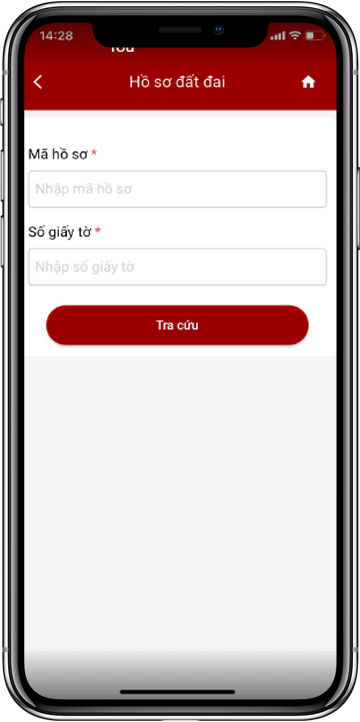 14:28
Hồ sơ đất đai
Mã hồ sơ *
Nhập mã hồ sơ
Số giấy tờ *
Nhập số giấy tờ
Tra cứu